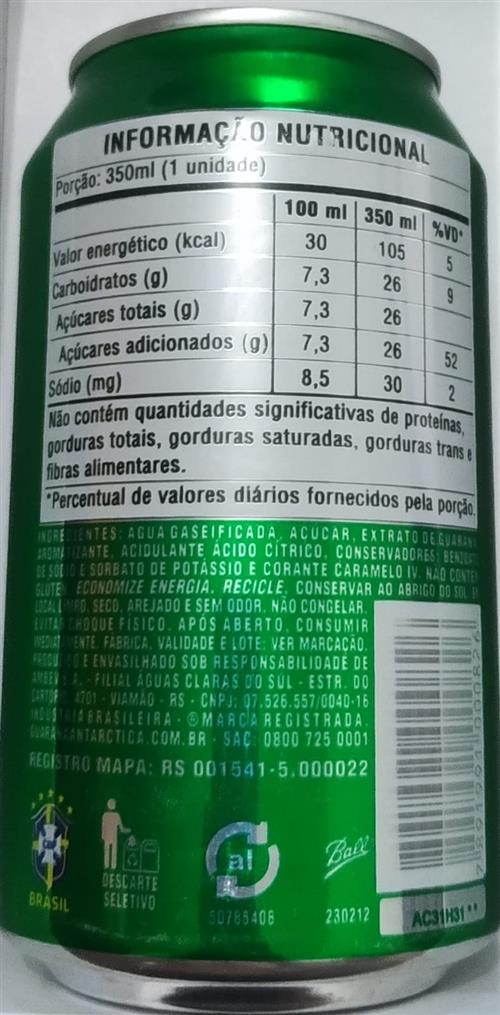 INFORMAÇÃO NUTRICIONAL
Porção: 350ml (1 unidade)
100 ml 350 ml %VD*
Valor energético (kcal) 30 105 5
Carboidratos (g) 7,3 26 9
Açúcares totais (g) 7,3 26
Açúcares adicionados (g) 7,3 26 52
Sódio (mg) 8,5 30 2
Não contém quantidades significativas de proteínas,
gorduras totais, gorduras saturadas, gorduras trans e
fibras alimentares.
*Percentual de valores diários fornecidos pela porção.
INGREDIENTES: ÁGUA GASEIFICADA, AÇÚCAR, EXTRATO DE GUARANÁ
AROMATIZANTE, ACIDULANTE ÁCIDO CÍTRICO, CONSERVADORES: BENZOATO
DE SÓDIO E SORBATO DE POTÁSSIO E CORANTE CARAMELO IV. NÃO CONTÉM
GLÚTEN. ECONOMIZE ENERGIA. RECICLE. CONSERVAR AO ABRIGO DO SOL, EM
LOCAL LIMPO, SECO, AREJADO E SEM ODOR. NÃO CONGELAR.
EVITAR CHOQUE FÍSICO. APÓS ABERTO, CONSUMIR
IMEDIATAMENTE. FABRICA, VALIDADE E LOTE: VER MARCAÇÃO.
PRODUZIDO E ENVASILHADO SOB RESPONSABILIDADE DE
AMBEV S.A. - FILIAL ÁGUAS CLARAS DO SUL - ESTR. DO
4701 - VIAMÃO - RS - CNPJ: 07.526.557/0040-16
INDÚSTRIA BRASILEIRA - ® MARCA REGISTRADA.
GUARANAANTARCTICA.COM.BR - SAC: 0800 725 0001
REGISTRO MAPA: RS 001541-5.000022
BRASIL
DESCARTE
SELETIVO
al
50786408
Ball
230212
AC31H31**